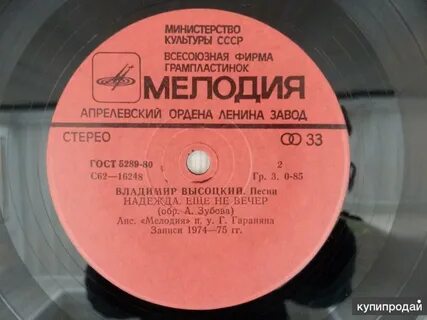 МИНИСТЕРСТВО
КУЛЬТУРЫ СССР
ВСЕСОЮЗНАЯ ФИРМА
ГРАМПЛАСТИНОК
МЕЛОДИЯ
АПРЕЛЕВСКИЙ ОРДЕНА ЛЕНИНА ЗАВОД
СТЕРЕО 33
ГОСТ 5289-80 2
С62-16248 Гр. 3. 0-85
ВЛАДИМИР ВЫСОЦКИЙ. Песни
НАДЕЖДА. ЕЩЕ НЕ ВЕЧЕР
(обр. А. Зубова)
Анс. «Мелодия» п. у. Г. Гараняна
Записи 1974—75 гг.
купипродай